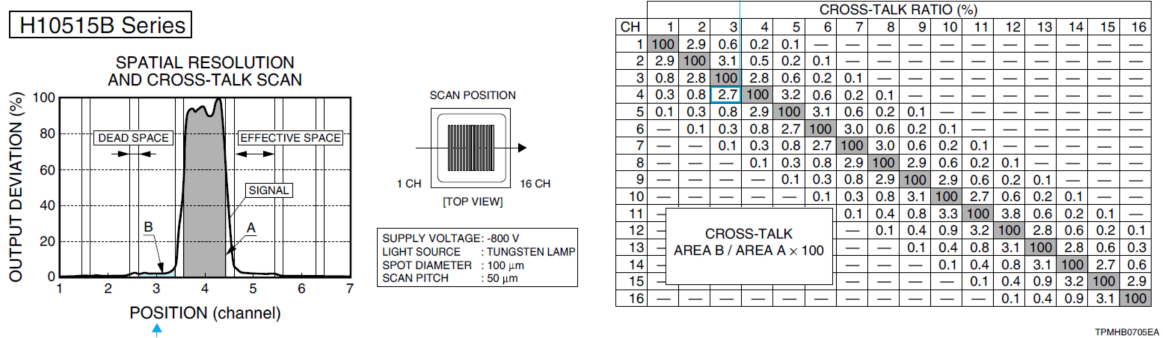 H10515B Series
SPATIAL RESOLUTION
AND CROSS-TALK SCAN
OUTPUT DEVIATION (%)
100
80
60
40
20
0
DEAD SPACE
EFFECTIVE SPACE
SIGNAL
B
A
1 2 3 4 5 6 7
POSITION (channel)
SCAN POSITION
1 CH
16 CH
[TOP VIEW]
SUPPLY VOLTAGE: -800 V
LIGHT SOURCE : TUNGSTEN LAMP
SPOT DIAMETER : 100 μm
SCAN PITCH : 50 μm
CROSS-TALK RATIO (%)
CH 1 2 3 4 5 6 7 8 9 10 11 12 13 14 15 16
1 100 2.9 0.6 0.2 0.1 — — — — — — — — — — —
2 2.9 100 3.1 0.5 0.2 0.1 — — — — — — — — — —
3 0.8 2.8 100 2.8 0.6 0.2 0.1 — — — — — — — — —
4 0.3 0.8 2.7 100 3.2 0.6 0.2 0.1 — — — — — — — —
5 0.1 0.3 0.8 2.9 100 3.1 0.6 0.2 0.1 — — — — — — —
6 — 0.1 0.3 0.8 2.7 100 3.0 0.6 0.2 0.1 — — — — — —
7 — — 0.1 0.3 0.8 2.7 100 3.0 0.6 0.2 0.1 — — — — —
8 — — — 0.1 0.3 0.8 2.9 100 2.9 0.6 0.2 0.1 — — — —
9 — — — — 0.1 0.3 0.8 2.9 100 2.9 0.6 0.2 0.1 — — —
10 — — — — — 0.1 0.3 0.8 3.1 100 2.7 0.6 0.2 0.1 — —
11 — 0.1 0.4 0.8 3.3 100 3.8 0.6 0.2 0.1 —
12 — 0.1 0.4 0.9 3.2 100 2.8 0.6 0.2 0.1
13 — 0.1 0.4 0.8 3.1 100 2.8 0.6 0.3
14 — 0.1 0.4 0.8 3.1 100 2.7 0.6
15 — 0.1 0.4 0.9 3.2 100 2.9
16 — — — — — — — — — — — 0.1 0.4 0.9 3.1 100
CROSS-TALK
AREA B / AREA A × 100
TPMHB0705EA